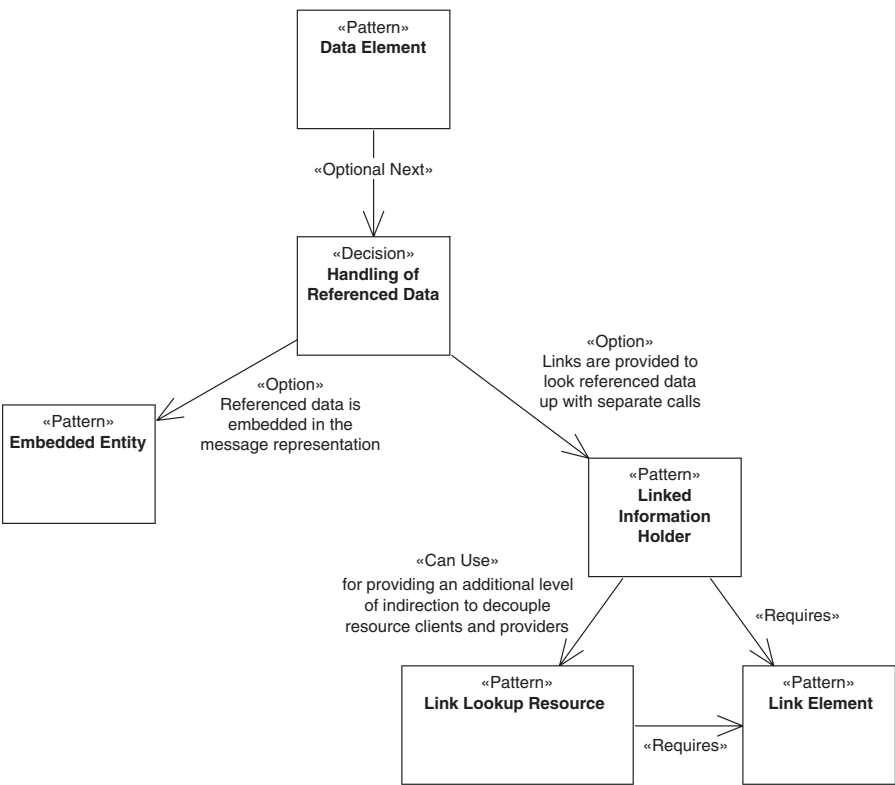 «Pattern»
Data Element
«Optional Next»
«Decision»
Handling of
Referenced Data
«Option»
Referenced data is
embedded in the
message representation
«Option»
Links are provided to
look referenced data
up with separate calls
«Pattern»
Embedded Entity
«Pattern»
Linked
Information
Holder
«Can Use»
for providing an additional level
of indirection to decouple
resource clients and providers
«Requires»
«Pattern»
Link Lookup Resource
«Requires»
«Pattern»
Link Element